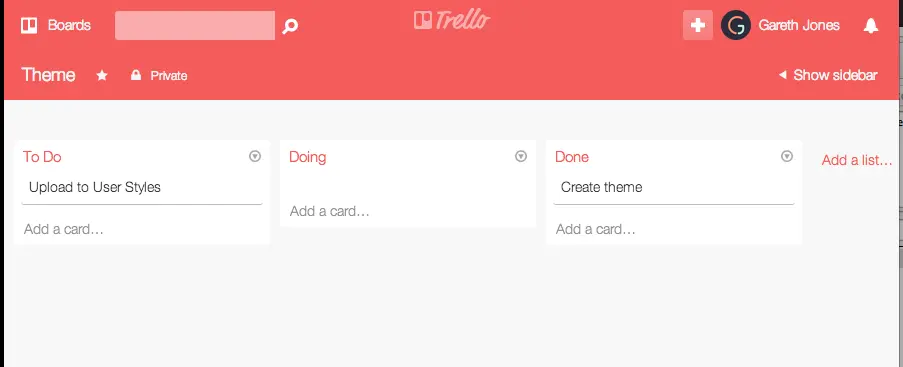 Boards
Trello
Gareth Jones
Theme
Private
Show sidebar
To Do
Upload to User Styles
Add a card...
Doing
Add a card...
Done
Create theme
Add a card...
Add a list...